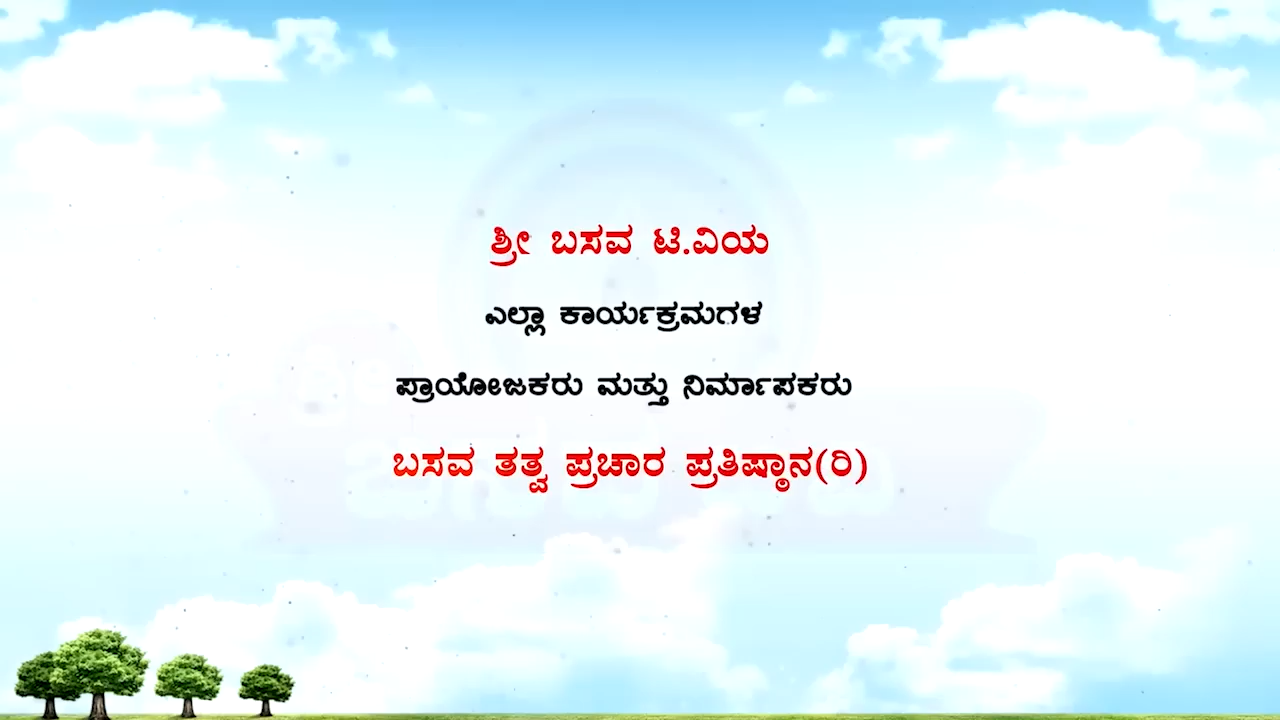 ಶ್ರೀ ಬಸವ ಟಿ.ವಿಯ
ಎಲ್ಲಾ ಕಾರ್ಯಕ್ರಮಗಳ
ಪ್ರಾಯೋಜಕರು ಮತ್ತು ನಿರ್ಮಾಪಕರು
ಬಸವ ತತ್ವ ಪ್ರಚಾರ ಪ್ರತಿಷ್ಠಾನ(ರಿ)